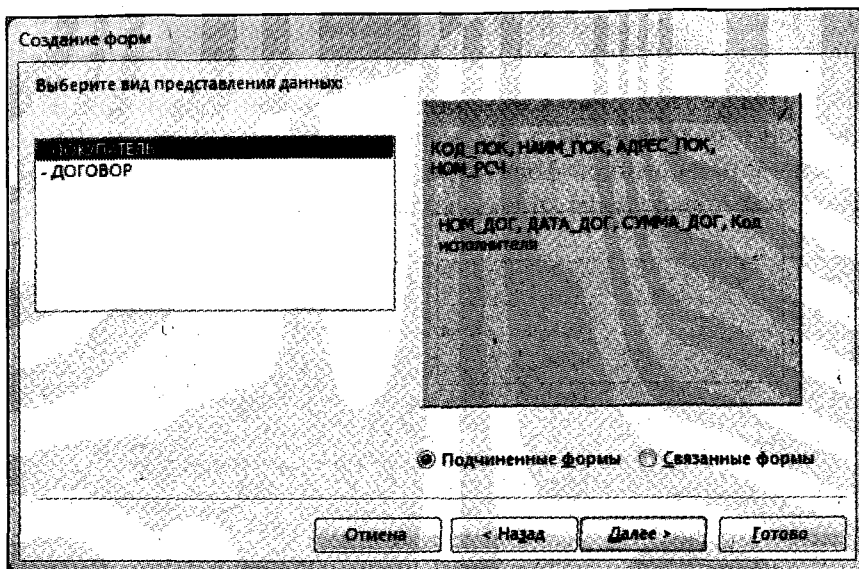 Создание форм
Выберите вид представления данных:
- ПОКУПАТЕЛЬ
- ДОГОВОР
КОД_ПОК, НАИМ_ПОК, АДРЕС_ПОК,
НОМ_РСЧ
НОМ_ДОГ, ДАТА_ДОГ, СУММА_ДОГ, Код
исполнителя
Подчиненные формы Связанные формы
Отмена < Назад Далее > Готово